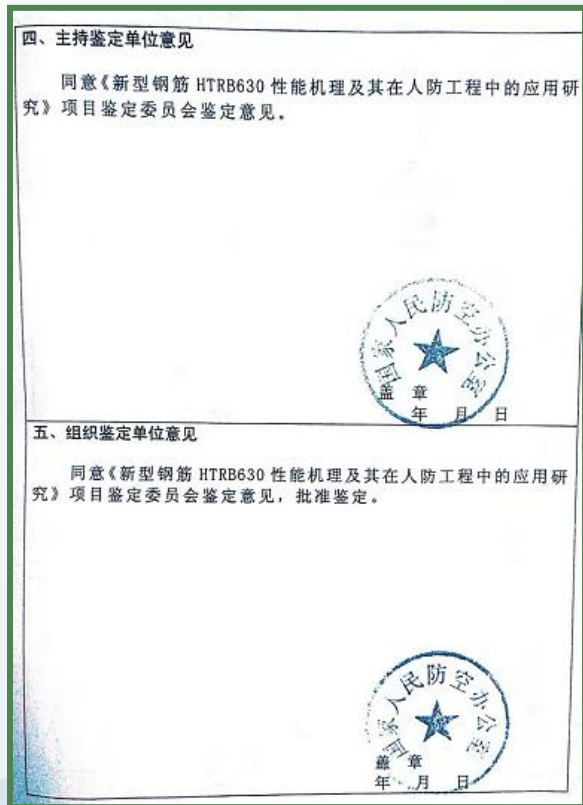 四、主持鉴定单位意见
同意《新型钢筋 HTRB630 性能机理及其在人防工程中的应用研
究》项目鉴定委员会鉴定意见。
国家人民防空办公室
盖 章
年 月 日
五、组织鉴定单位意见
同意《新型钢筋 HTRB630 性能机理及其在人防工程中的应用研
究》项目鉴定委员会鉴定意见，批准鉴定。
国家人民防空办公室
盖 章
年 月 日